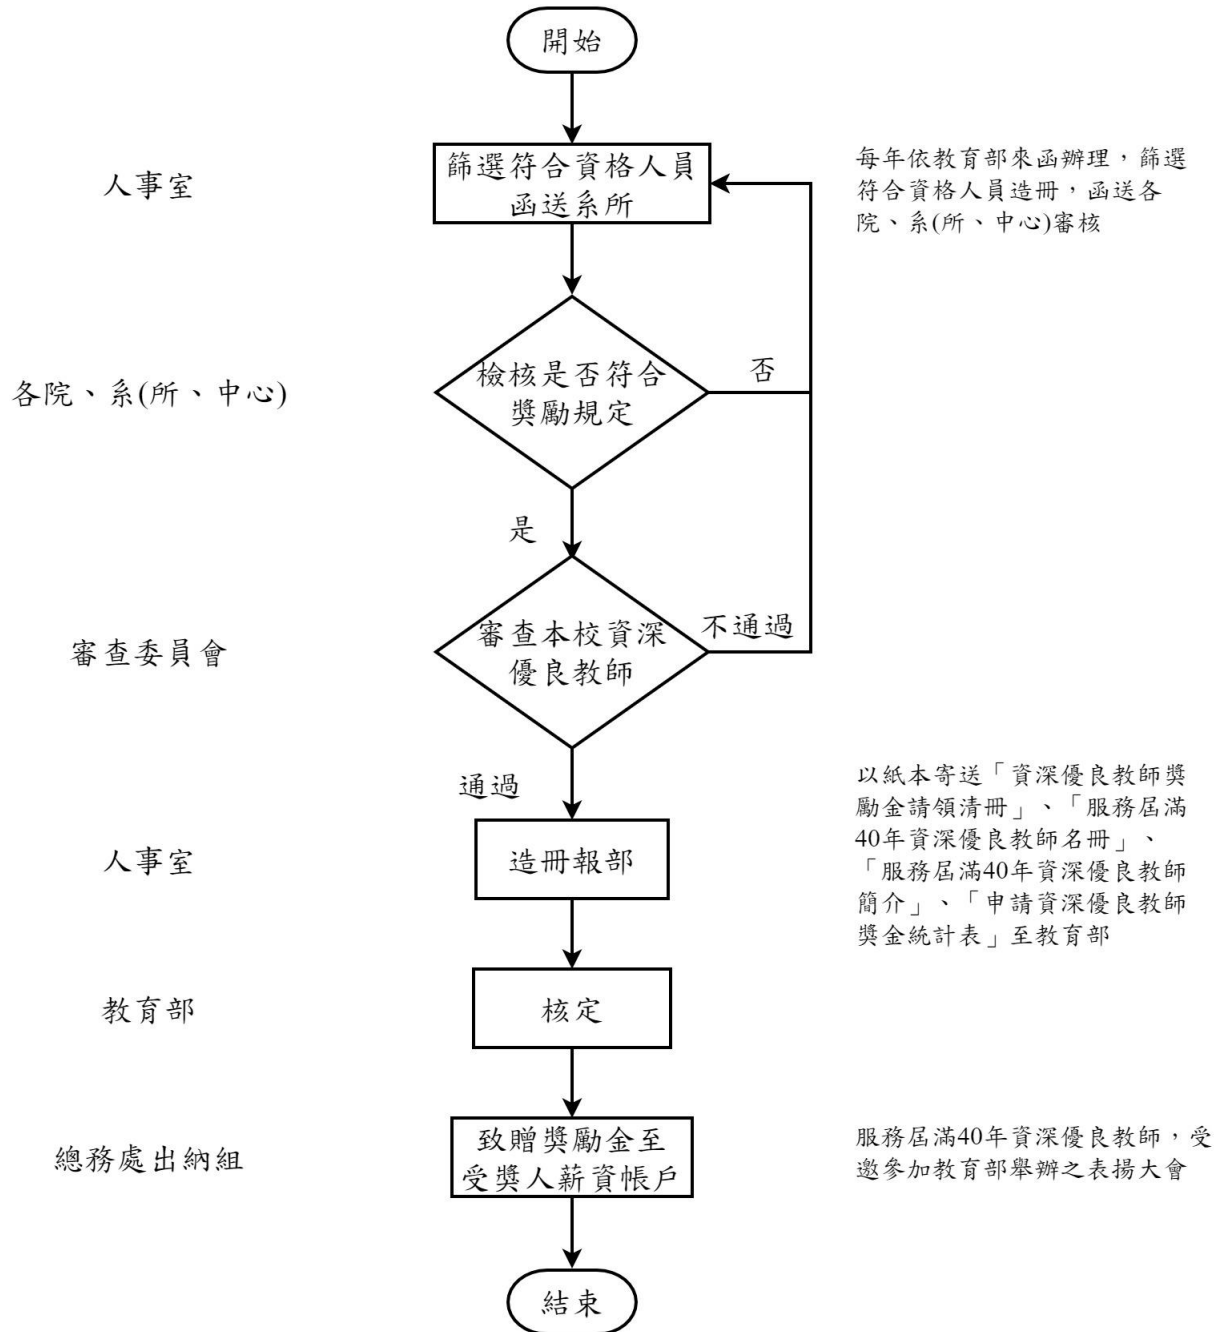 開始
人事室
篩選符合資格人員
函送系所
每年依教育部來函辦理，篩選
符合資格人員造冊，函送各
院、系(所、中心)審核
各院、系(所、中心)
檢核是否符合
獎勵規定
否
是
審查委員會
審查本校資深
優良教師
不通過
通過
人事室
造冊報部
以紙本寄送「資深優良教師獎
勵金請領清冊」、「服務屆滿
40年資深優良教師名冊」、
「服務屆滿40年資深優良教師
簡介」、「申請資深優良教師
獎金統計表」至教育部
教育部
核定
總務處出納組
致贈獎勵金至
受獎人薪資帳戶
服務屆滿40年資深優良教師，受
邀參加教育部舉辦之表揚大會
結束